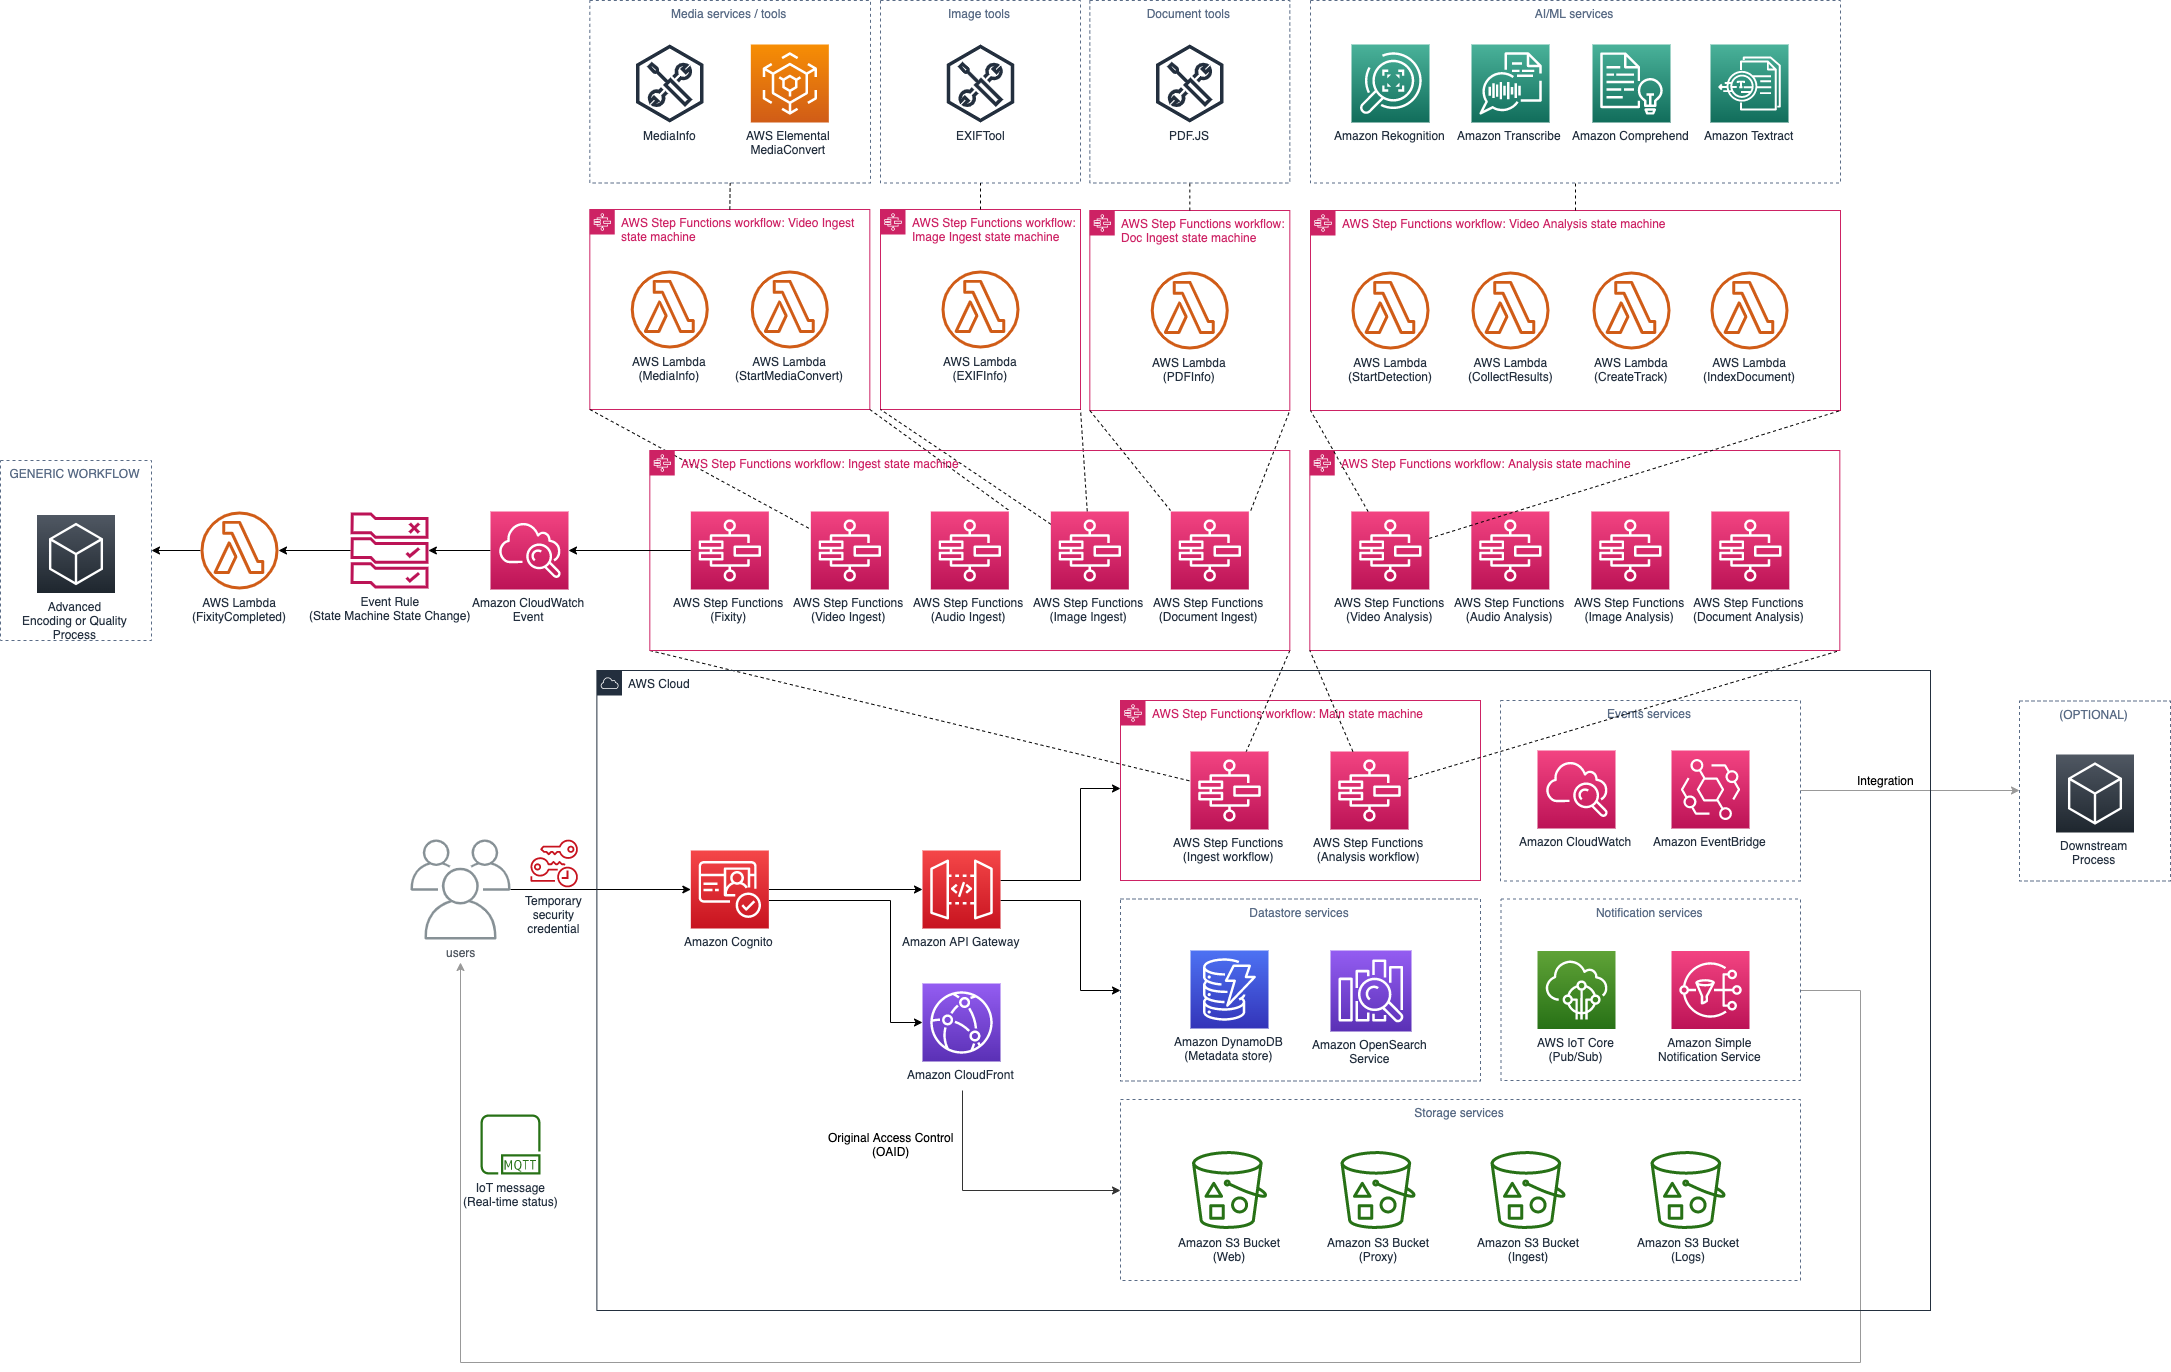 Media services / tools
MediaInfo
AWS Elemental
MediaConvert
Image tools
EXIFTool
Document tools
PDF.JS
AI/ML services
Amazon Rekognition
Amazon Transcribe
Amazon Comprehend
Amazon Textract
AWS Step Functions workflow: Video Ingest
state machine
AWS Lambda
(MediaInfo)
AWS Lambda
(StartMediaConvert)
AWS Step Functions workflow:
Image Ingest state machine
AWS Lambda
(EXIFInfo)
AWS Step Functions workflow:
Doc Ingest state machine
AWS Lambda
(PDFInfo)
AWS Step Functions workflow: Video Analysis state machine
AWS Lambda
(StartDetection)
AWS Lambda
(CollectResults)
AWS Lambda
(CreateTrack)
AWS Lambda
(IndexDocument)
GENERIC WORKFLOW
Advanced
Encoding or Quality
Process
AWS Lambda
(FixityCompleted)
Event Rule
(State Machine State Change)
Amazon CloudWatch
Event
AWS Step Functions workflow: Ingest state machine
AWS Step Functions
(Fixity)
AWS Step Functions
(Video Ingest)
AWS Step Functions
(Audio Ingest)
AWS Step Functions
(Image Ingest)
AWS Step Functions
(Document Ingest)
AWS Step Functions workflow: Analysis state machine
AWS Step Functions
(Video Analysis)
AWS Step Functions
(Audio Analysis)
AWS Step Functions
(Image Analysis)
AWS Step Functions
(Document Analysis)
AWS Cloud
AWS Step Functions workflow: Main state machine
AWS Step Functions
(Ingest workflow)
AWS Step Functions
(Analysis workflow)
Events services
Amazon CloudWatch
Amazon EventBridge
Integration
(OPTIONAL)
Downstream
Process
users
Temporary
security
credential
Amazon Cognito
Amazon API Gateway
Amazon CloudFront
Datastore services
Amazon DynamoDB
(Metadata store)
Amazon OpenSearch
Service
Notification services
AWS IoT Core
(Pub/Sub)
Amazon Simple
Notification Service
MQTT
IoT message
(Real-time status)
Original Access Control
(OAID)
Storage services
Amazon S3 Bucket
(Web)
Amazon S3 Bucket
(Proxy)
Amazon S3 Bucket
(Ingest)
Amazon S3 Bucket
(Logs)